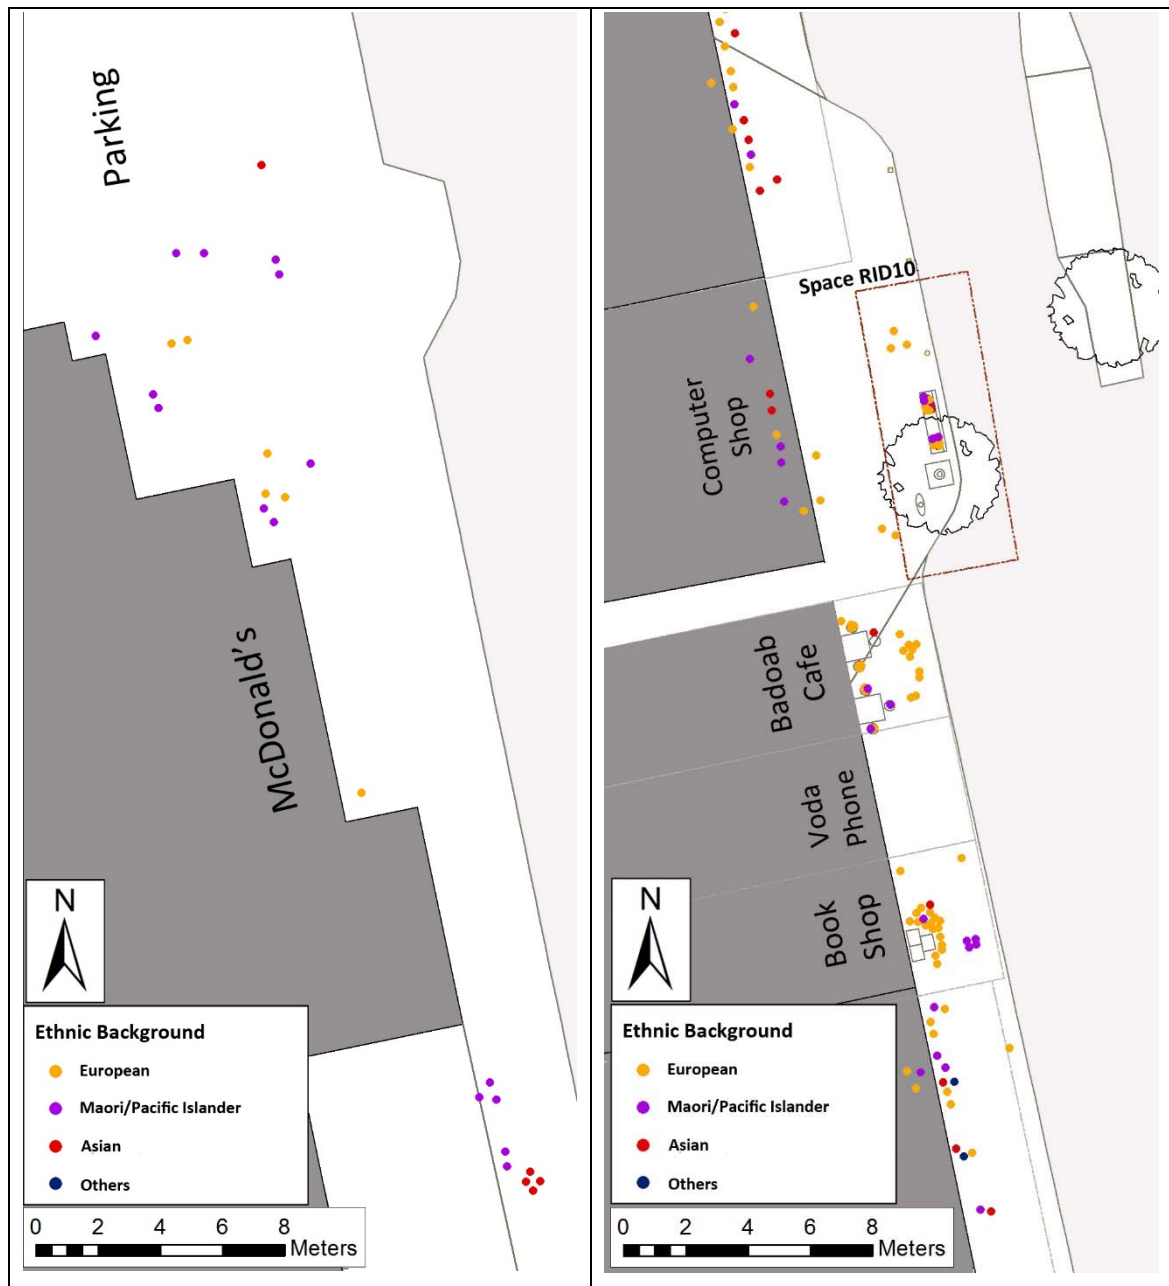 Parking
McDonald's
N
Ethnic Background
European
Maori/Pacific Islander
Asian
Others
0 2 4 6 8
Meters
Space RID10
Computer
Shop
Badoab
Cafe
Voda
Phone
Book
Shop
N
Ethnic Background
European
Maori/Pacific Islander
Asian
Others
0 2 4 6 8
Meters